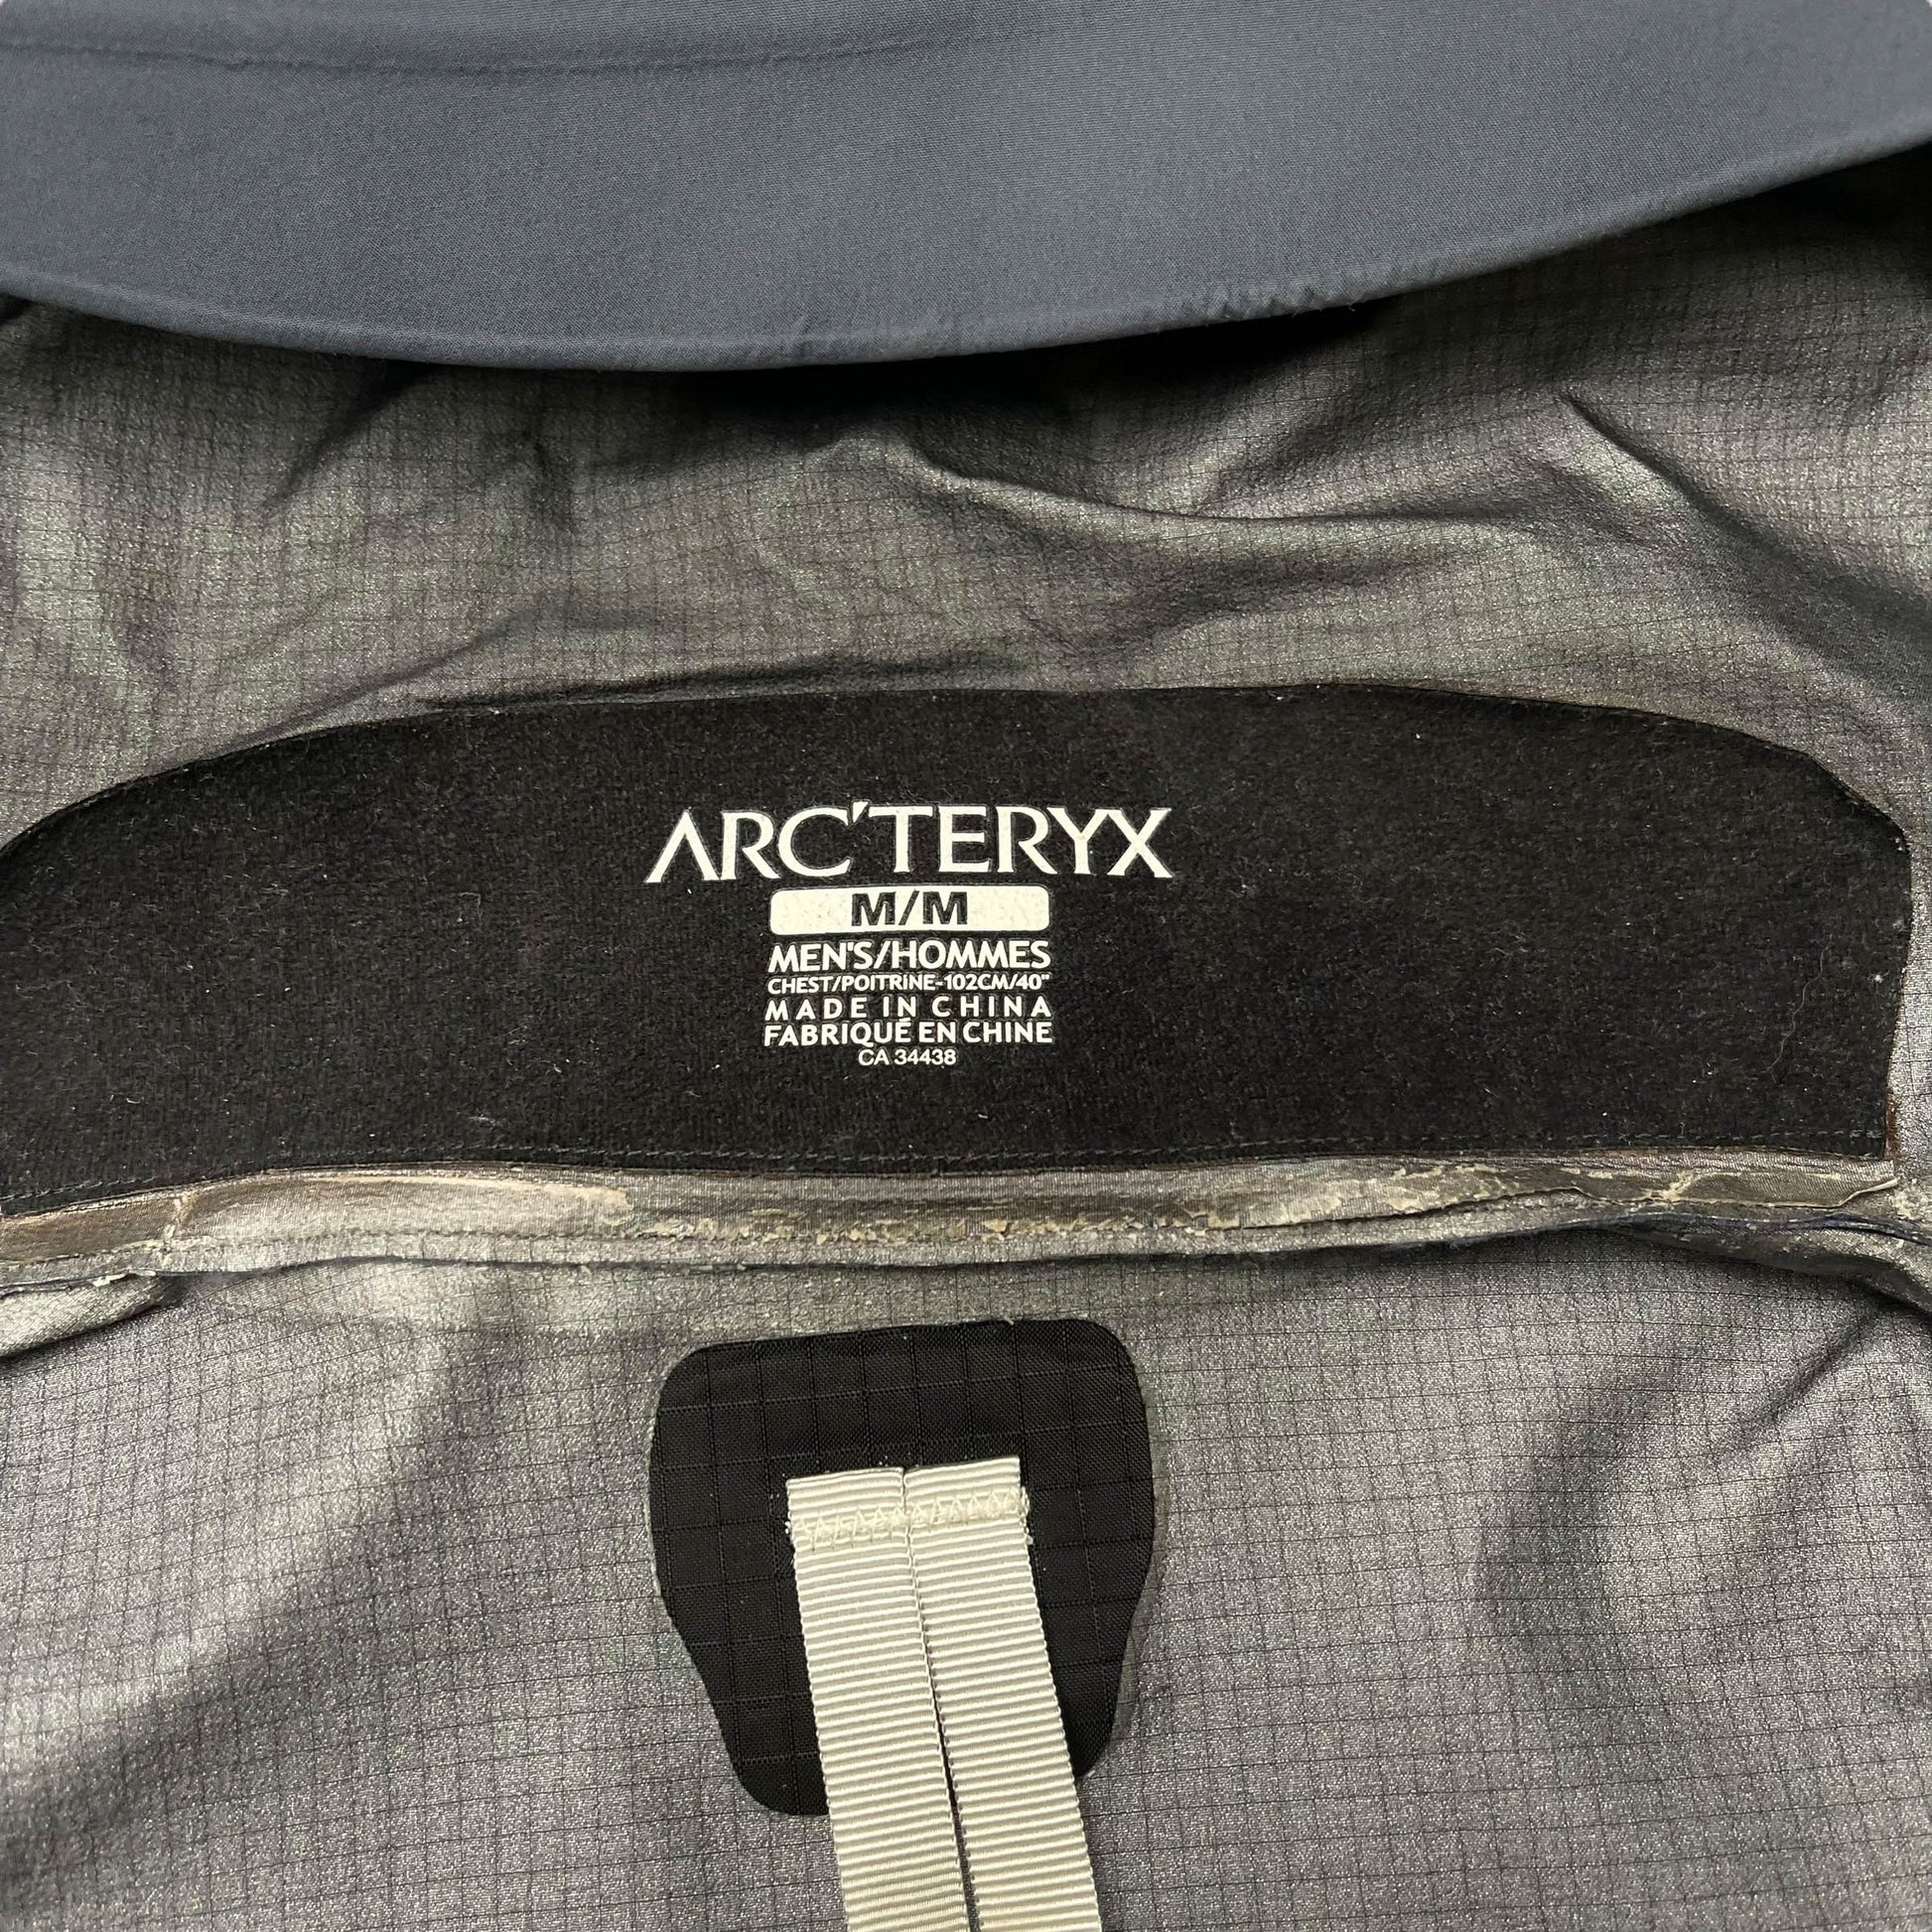 ARC'TERYX
M/M
MEN'S/HOMMES
CHEST/POITRINE-102CM/40"
MADE IN CHINA
FABRIQUÉ EN CHINE
CA 34438